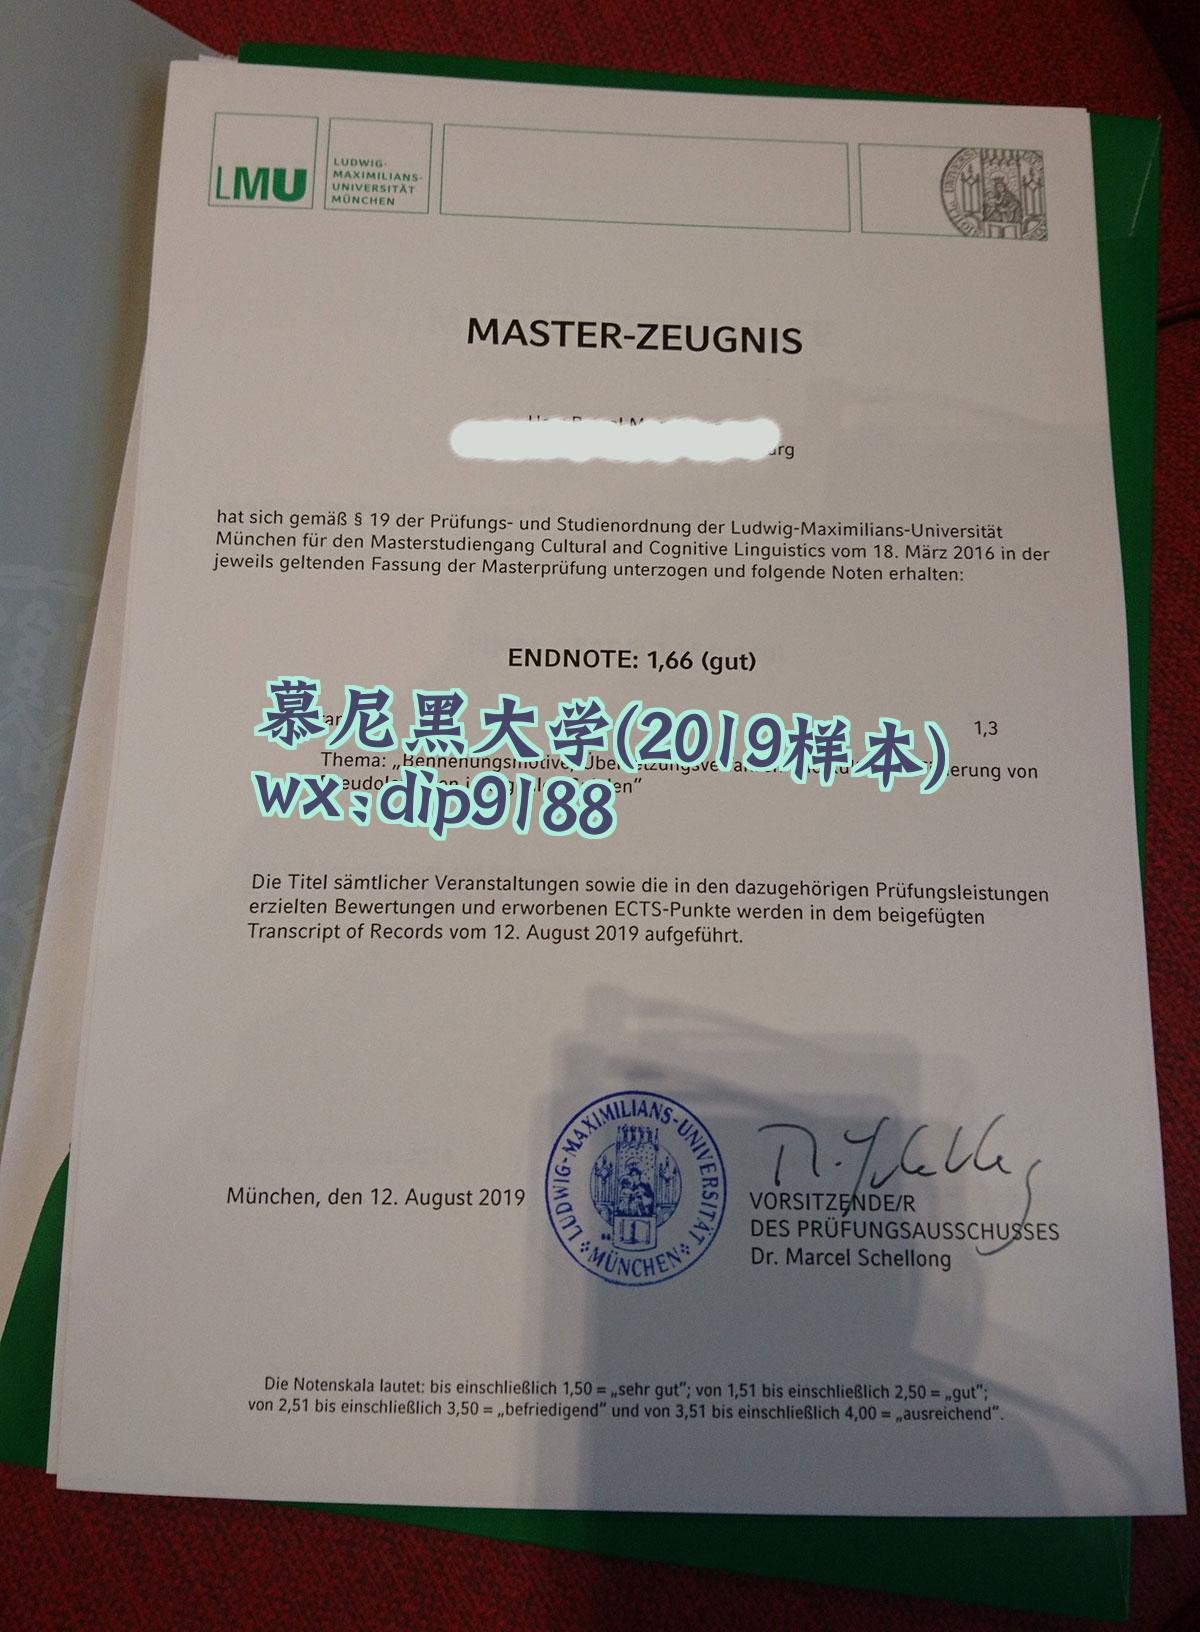 LMU
LUDWIG-
MAXIMILIANS-
UNIVERSITÄT
MÜNCHEN
MASTER-ZEUGNIS
urg
hat sich gemäß § 19 der Prüfungs- und Studienordnung der Ludwig-Maximilians-Universität
München für den Masterstudiengang Cultural and Cognitive Linguistics vom 18. März 2016 in der
jeweils geltenden Fassung der Masterprüfung unterzogen und folgende Noten erhalten:
ENDNOTE: 1,66 (gut)
慕尼黑大学(2019样本)
1,3
Thema: „Bennenungsmotive, von
wx:dip9188
Die Titel sämtlicher Veranstaltungen sowie die in den dazugehörigen Prüfungsleistungen
erzielten Bewertungen und erworbenen ECTS-Punkte werden in dem beigefügten
Transcript of Records vom 12. August 2019 aufgeführt.
LUDWIG-MAXIMILIANS-UNIVERSITÄT
MÜNCHEN
München, den 12. August 2019
VORSITZENDE/R
DES PRÜFUNGSAUSSCHUSSES
Dr. Marcel Schellong
Die Notenskala lautet: bis einschließlich 1,50 = „sehr gut"; von 1,51 bis einschließlich 2,50 = „gut";
von 2,51 bis einschließlich 3,50 = „befriedigend" und von 3,51 bis einschließlich 4,00 = „ausreichend".